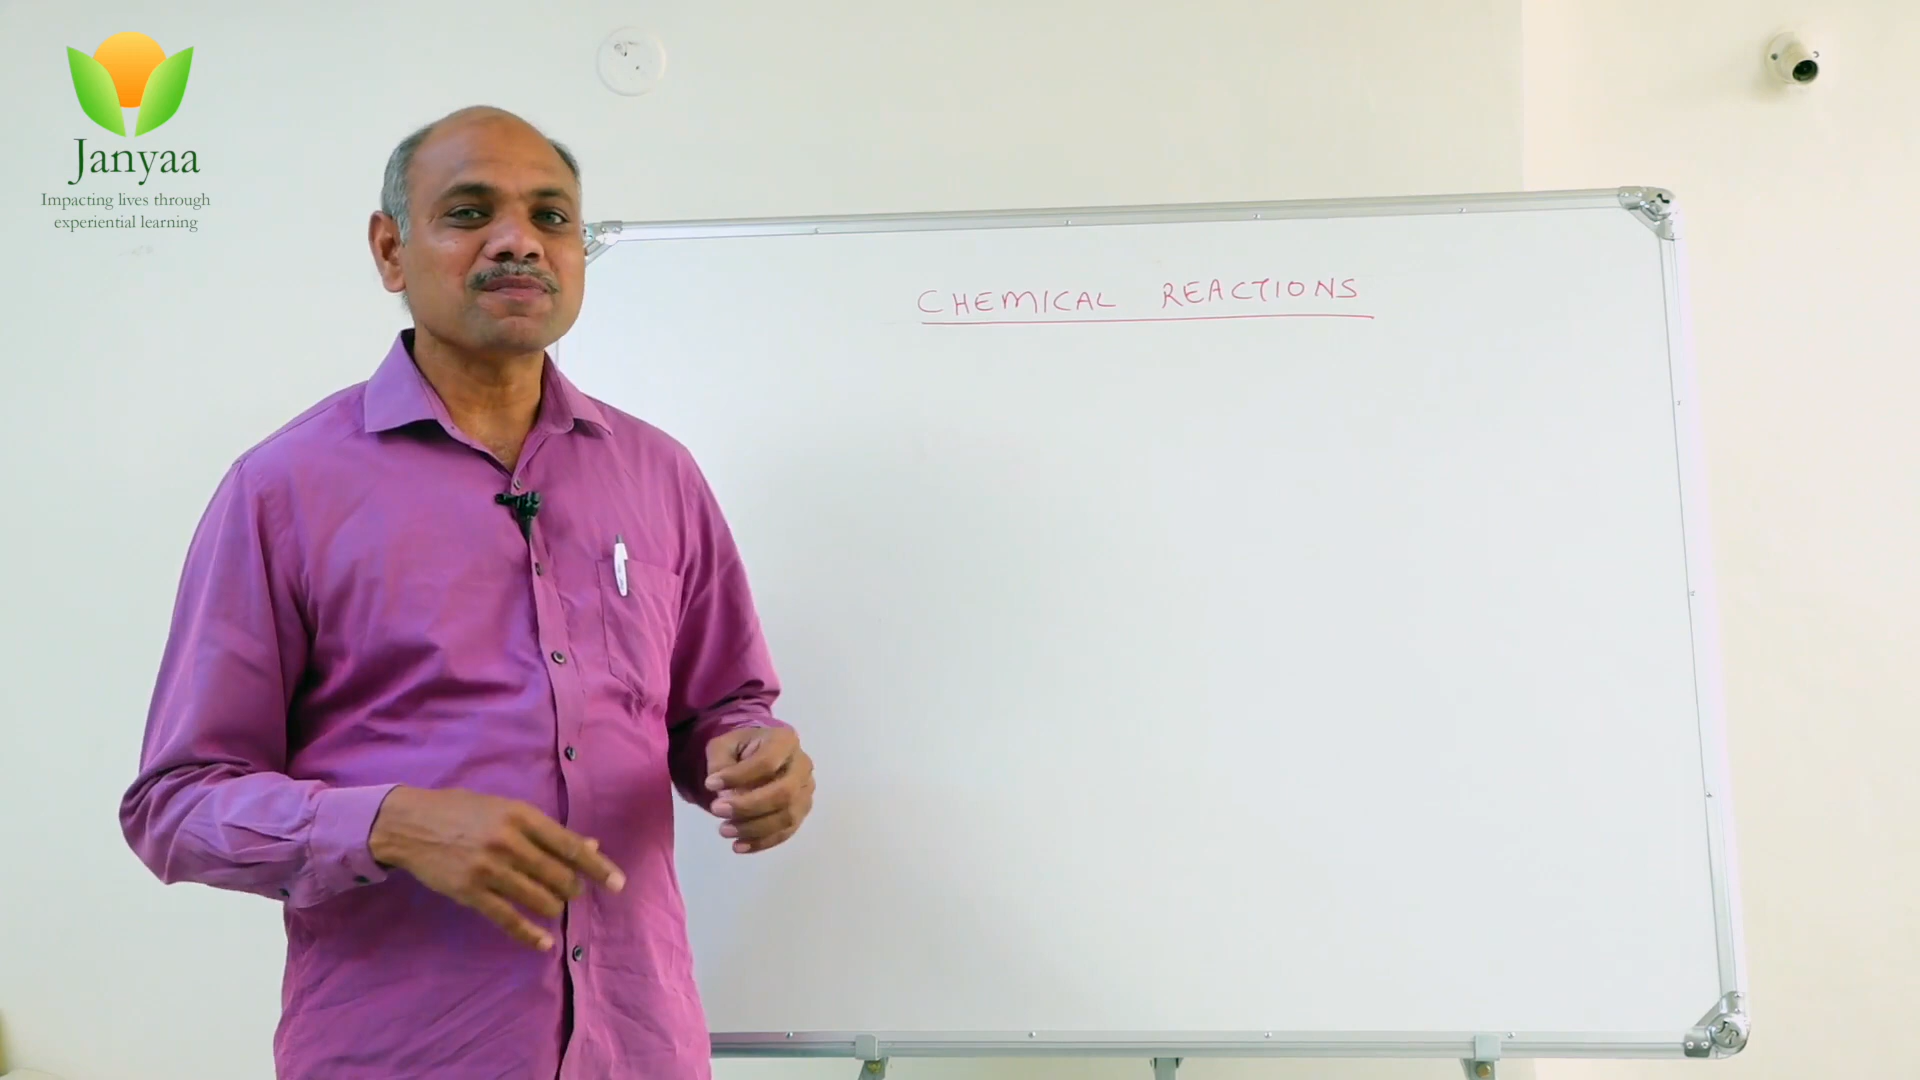 Janyaa
Impacting lives through
experiential learning
CHEMICAL REACTIONS